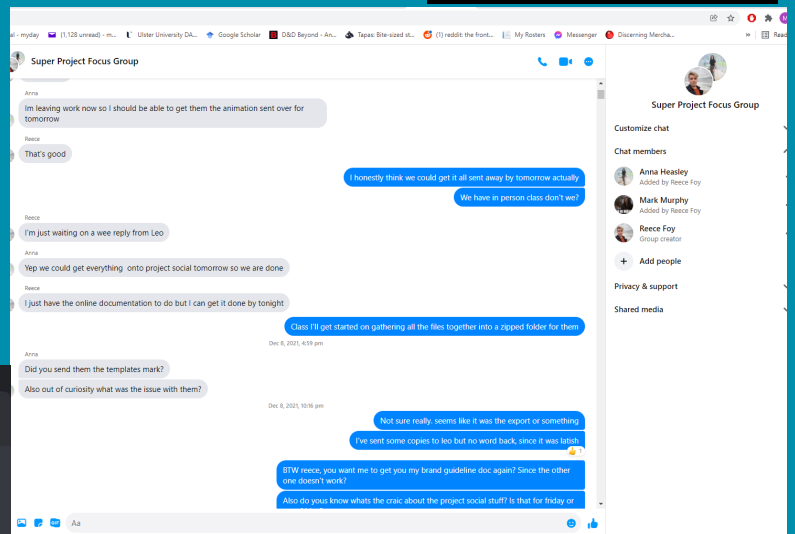 al - myday
(1,128 unread) - m...
Ulster University DA...
Google Scholar
D&D Beyond - An...
Tapas: Bite-sized st...
(1) reddit: the front...
My Rosters
Messenger
Discerning Mercha...
»
Read
Super Project Focus Group
Anna
Im leaving work now so I should be able to get them the animation sent over for
tomorrow
Reece
That's good
I honestly think we could get it all sent away by tomorrow actually
We have in person class don't we?
Reece
I'm just waiting on a wee reply from Leo
Anna
Yep we could get everything onto project social tomorrow so we are done
Reece
I just have the online documentation to do but I can get it done by tonight
Class I'll get started on gathering all the files together into a zipped folder for them
Dec 8, 2021, 4:59 pm
Anna
Did you send them the templates mark?
Also out of curiosity what was the issue with them?
Dec 8, 2021, 10:16 pm
Not sure really. seems like it was the export or something
I've sent some copies to leo but no word back, since it was latish
1
BTW reece, you want me to get you my brand guideline doc again? Since the other
one doesn't work?
Also do yous know whats the craic about the project social stuff? Is that for friday or
GIF
Aa
Super Project Focus Group
Customize chat
Chat members
Anna Heasley
Added by Reece Foy
Mark Murphy
Added by Reece Foy
Reece Foy
Group creator
+ Add people
Privacy & support
Shared media